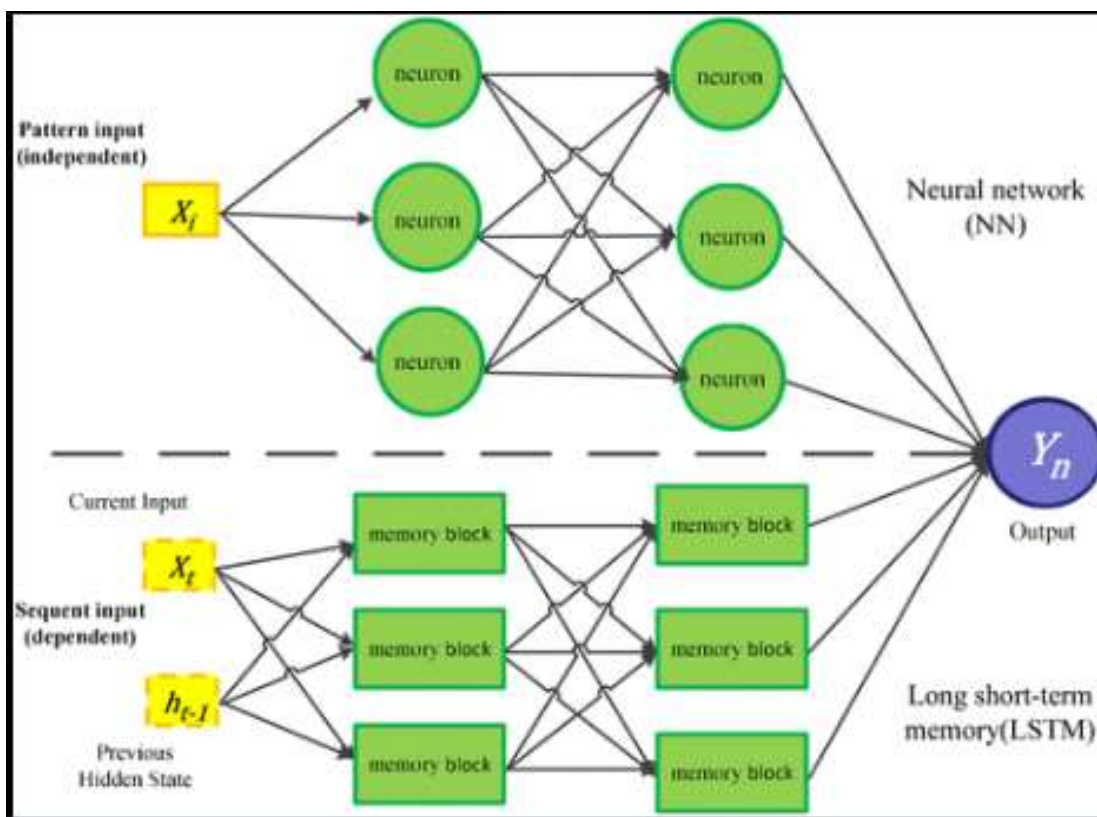 neuron
neuron
Pattern input
(independent)
Xi
neuron
neuron
Neural network
(NN)
neuron
neuron
Yn
Output
Current Input
memory block
memory block
Xt
Sequent input
(dependent)
memory block
memory block
ht-1
Previous
Hidden State
memory block
memory block
Long short-term
memory(LSTM)